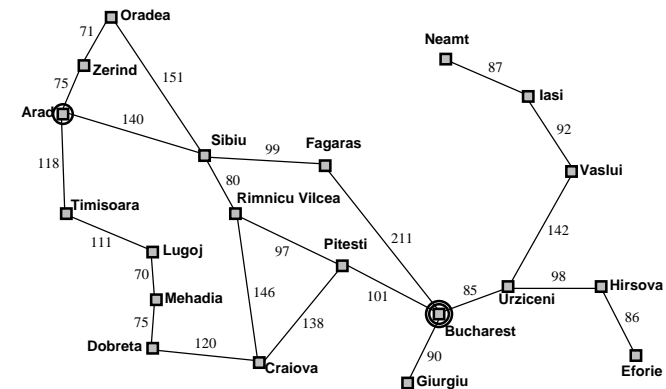 Oradea
71
Neamt
87
Zerind
151
75
Iasi
Arad
140
92
Sibiu
Fagaras
99
118
Vaslui
80
Timisoara
Rimnicu Vilcea
111
142
211
Lugoj
97
Pitesti
70
98
Hirsova
146
85
Mehadia
101
Urziceni
138
86
75
Bucharest
120
Dobreta
90
Craiova
Eforie
Giurgiu